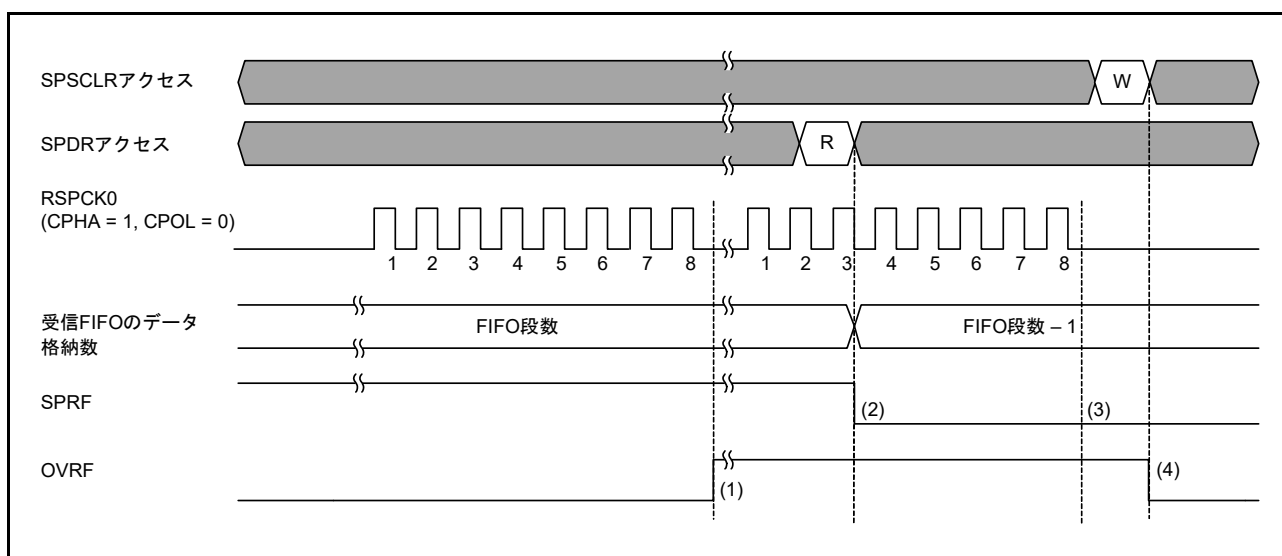 SPSCLRアクセス
W
SPDRアクセス
R
RSPCK0
(CPHA = 1, CPOL = 0)
1 2 3 4 5 6 7 8 1 2 3 4 5 6 7 8
受信FIFOのデータ
格納数
FIFO段数
FIFO段数 – 1
SPRF
(2)
(3)
OVRF
(1)
(4)